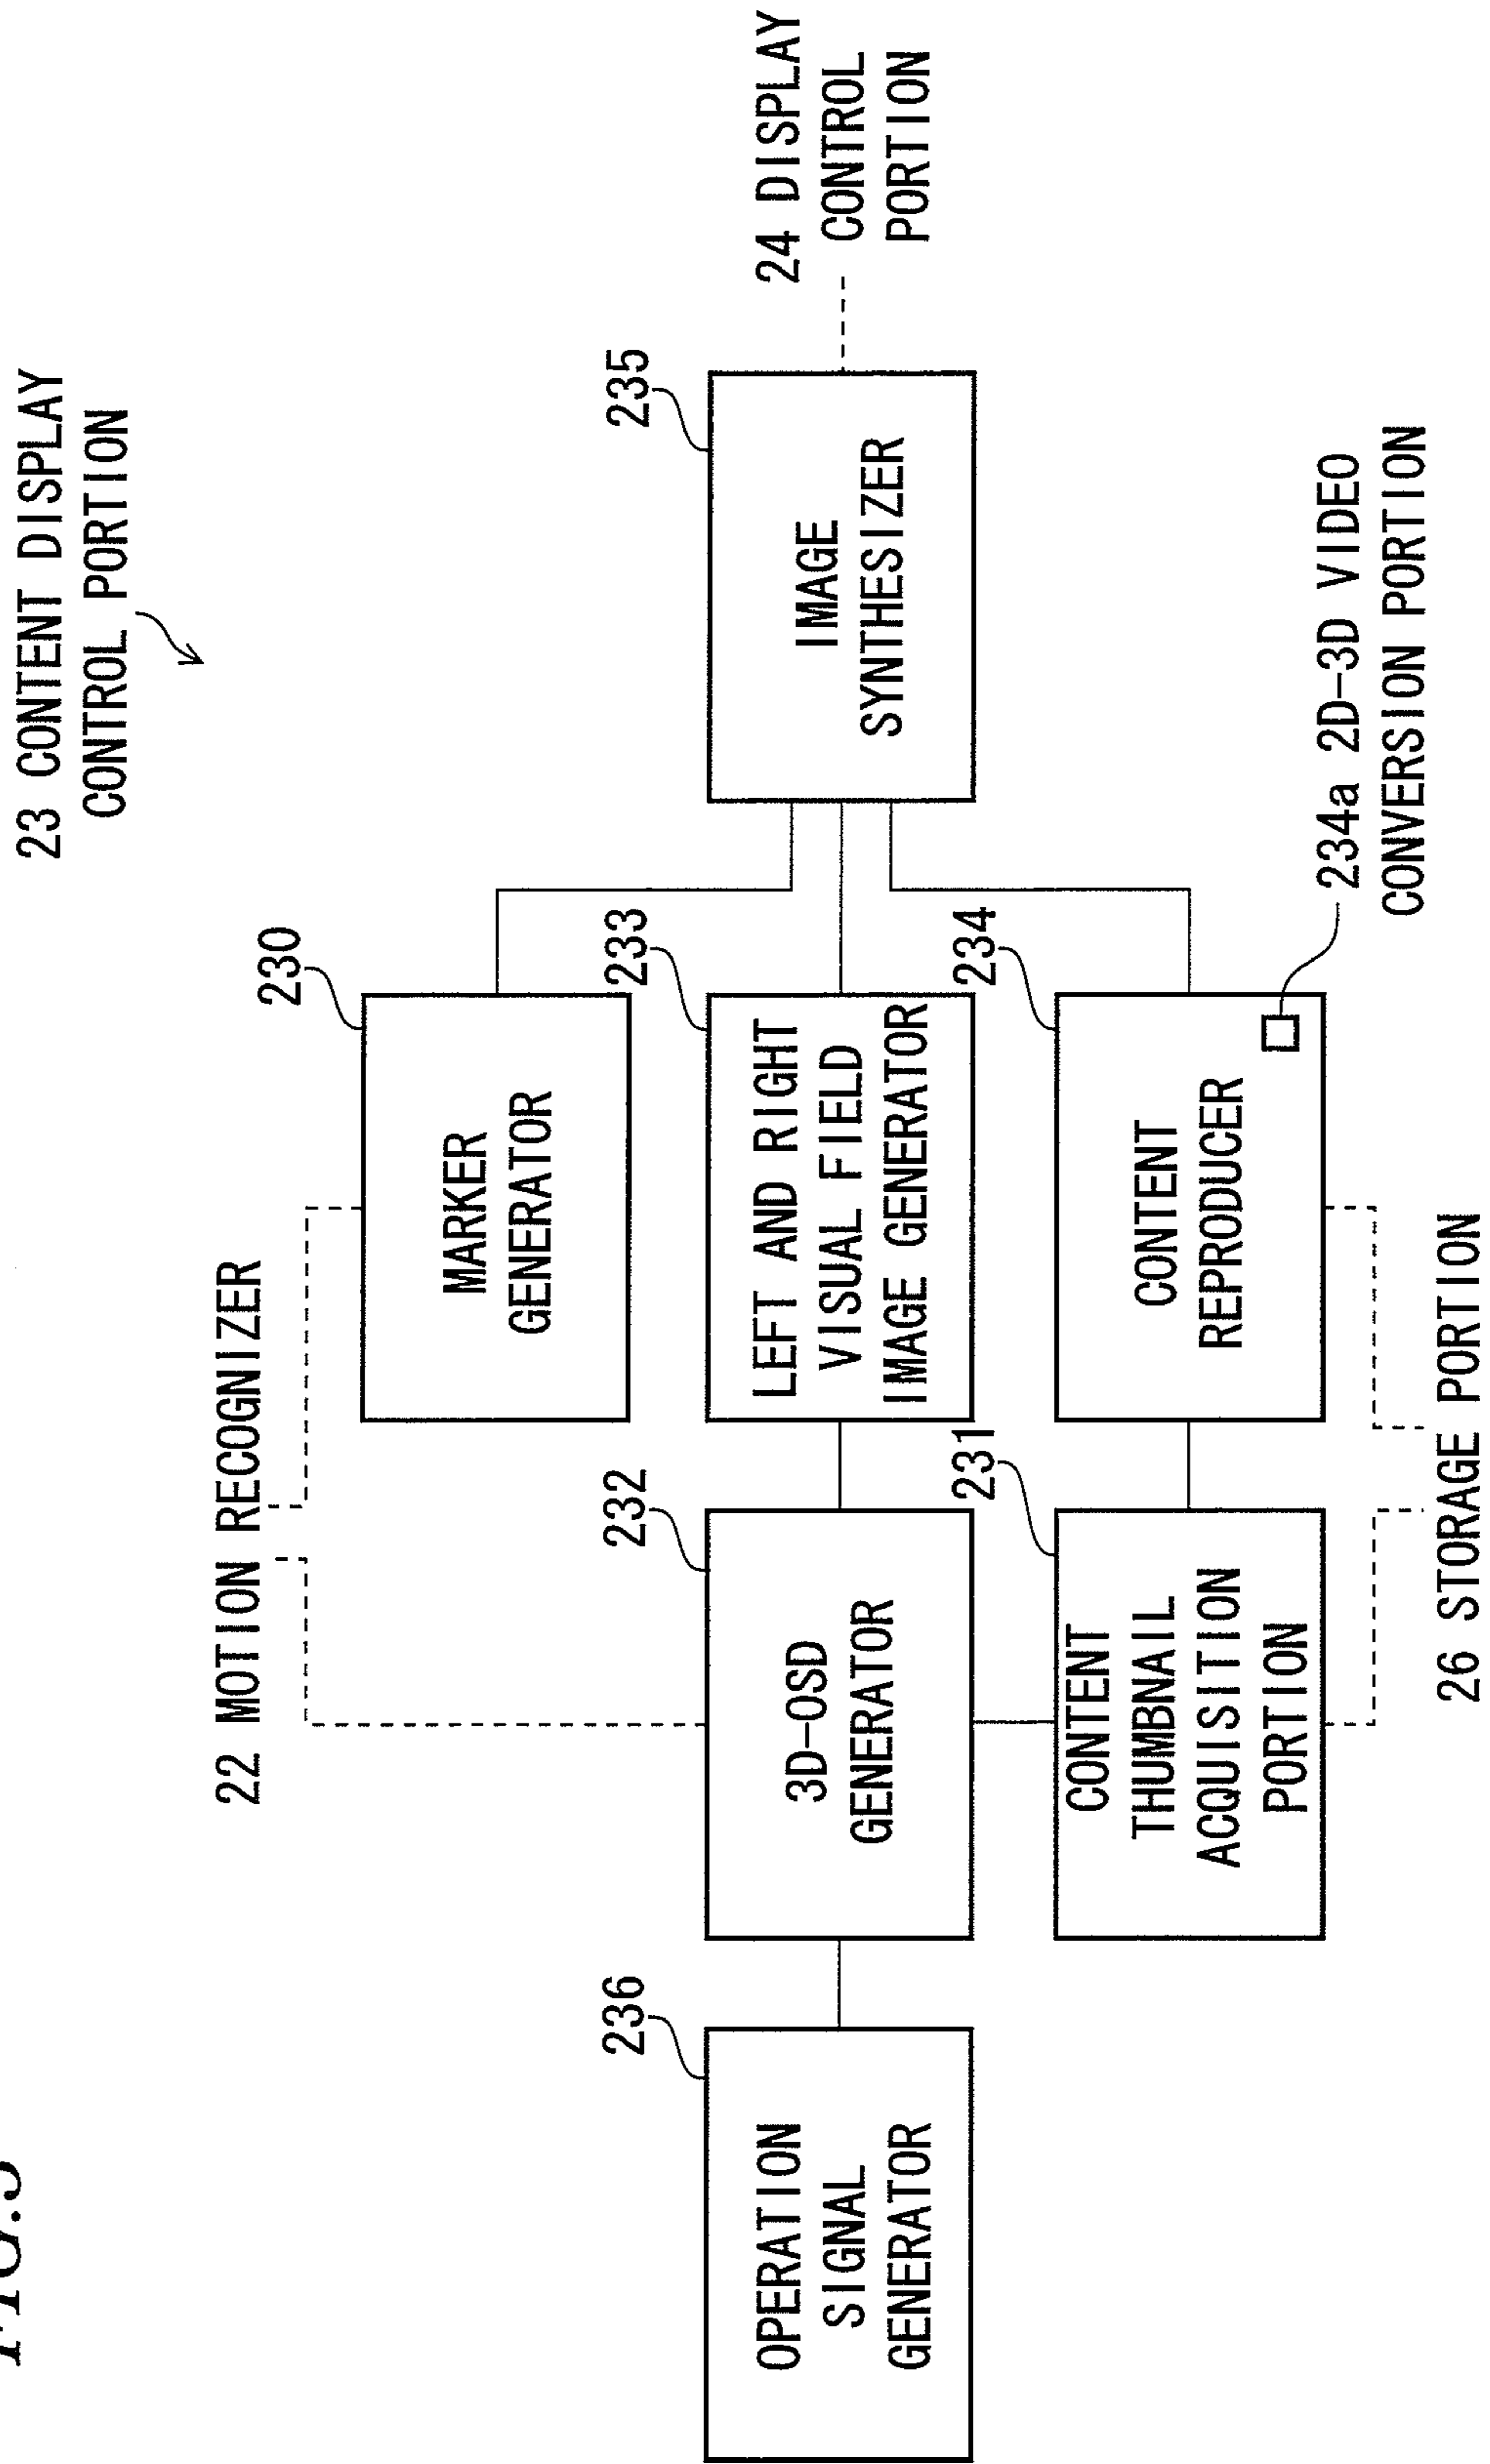 23 CONTENT DISPLAY
CONTROL PORTION
22 MOTION RECOGNIZER
230
MARKER
GENERATOR
236
232
233
235
OPERATION
SIGNAL
GENERATOR
3D-OSD
GENERATOR
LEFT AND RIGHT
VISUAL FIELD
IMAGE GENERATOR
IMAGE
SYNTHESIZER
24 DISPLAY
CONTROL
PORTION
231
234
CONTENT
THUMBNAIL
ACQUISITION
PORTION
CONTENT
REPRODUCER
234a 2D-3D VIDEO
CONVERSION PORTION
26 STORAGE PORTION